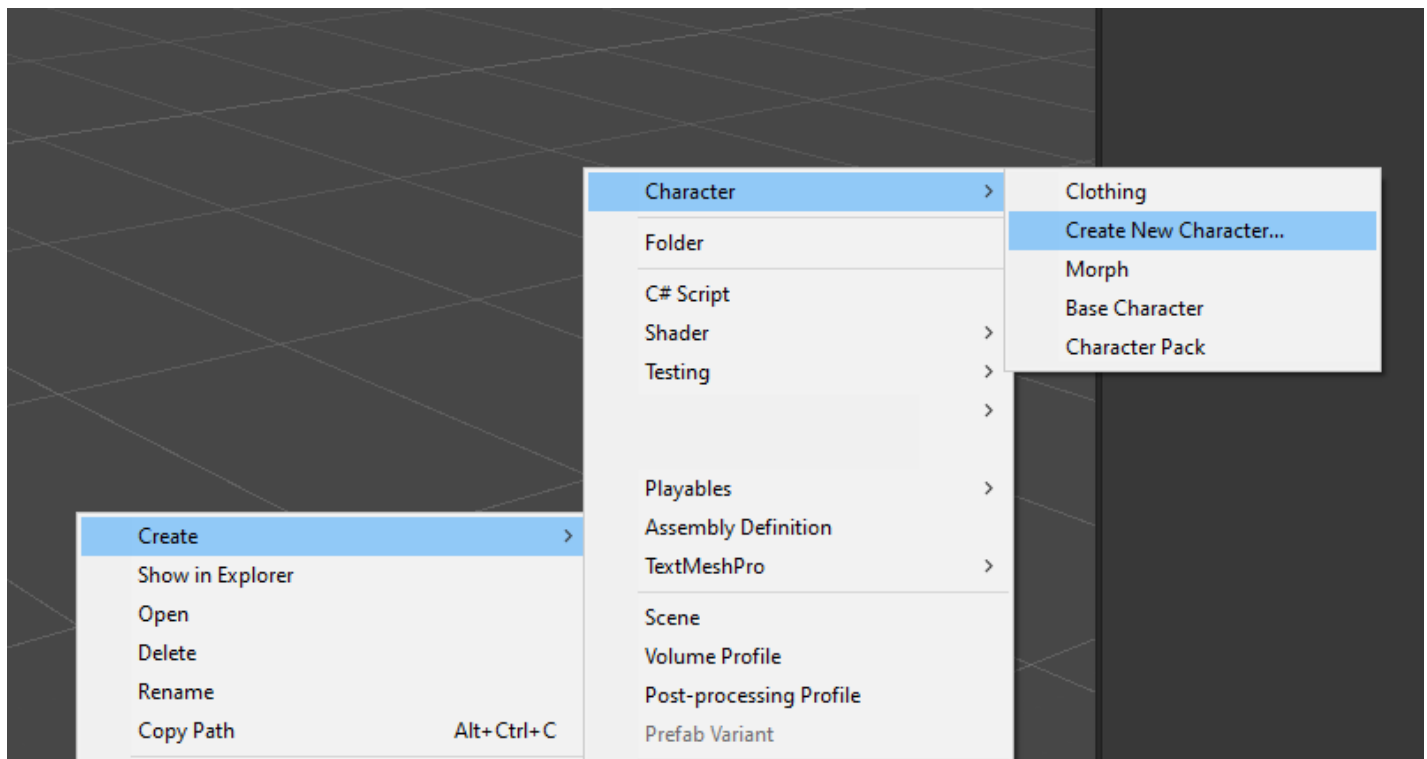 Character
Folder
C# Script
Shader
Testing
Playables
Assembly Definition
TextMeshPro
Scene
Volume Profile
Post-processing Profile
Prefab Variant
Clothing
Create New Character...
Morph
Base Character
Character Pack
Create
Show in Explorer
Open
Delete
Rename
Copy Path Alt+Ctrl+C